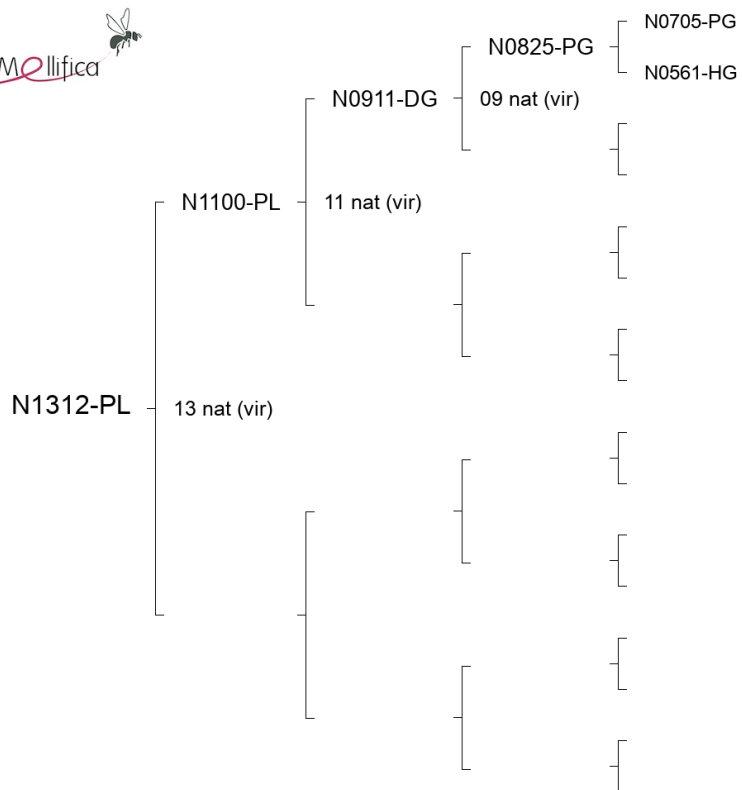 Mellifica
N0705-PG
N0825-PG
N0561-HG
N0911-DG
09 nat (vir)
N1100-PL
11 nat (vir)
N1312-PL
13 nat (vir)